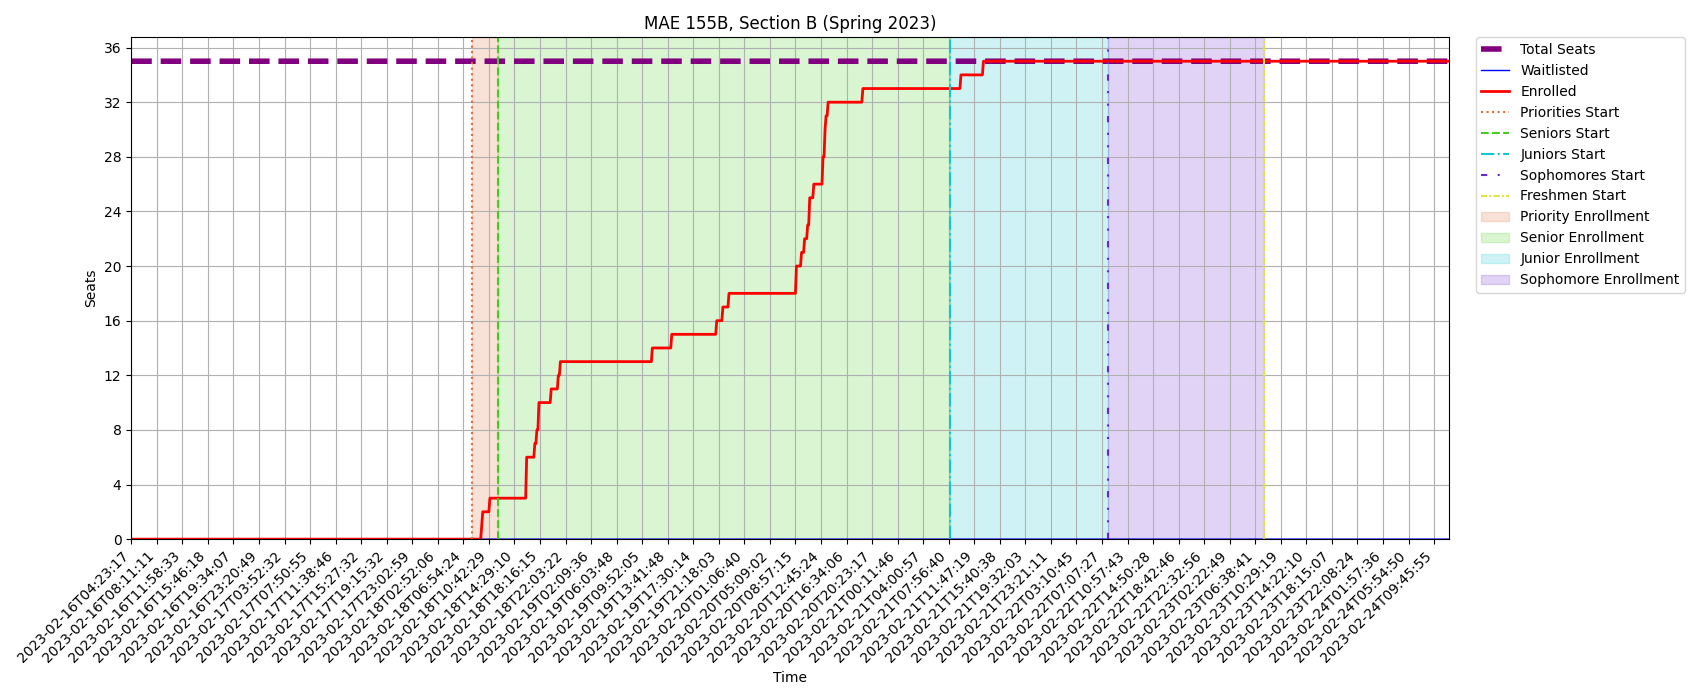 MAE 155B, Section B (Spring 2023)
Seats
36
32
28
24
20
16
12
8
4
0
2023-02-16T04:23:17
2023-02-16T08:11:11
2023-02-16T11:58:33
2023-02-16T15:46:18
2023-02-16T19:34:07
2023-02-16T23:20:49
2023-02-17T03:52:32
2023-02-17T07:50:55
2023-02-17T11:38:46
2023-02-17T15:27:32
2023-02-17T19:15:32
2023-02-17T23:02:59
2023-02-18T02:52:06
2023-02-18T06:54:24
2023-02-18T10:42:29
2023-02-18T14:29:10
2023-02-18T18:16:15
2023-02-18T22:03:22
2023-02-19T02:09:36
2023-02-19T06:03:48
2023-02-19T09:52:05
2023-02-19T13:41:48
2023-02-19T17:30:14
2023-02-19T21:18:03
2023-02-20T01:06:40
2023-02-20T05:09:02
2023-02-20T08:57:15
2023-02-20T12:45:24
2023-02-20T16:34:06
2023-02-20T20:23:17
2023-02-21T00:11:46
2023-02-21T04:00:57
2023-02-21T07:56:40
2023-02-21T11:47:19
2023-02-21T15:40:38
2023-02-21T19:32:03
2023-02-21T23:21:11
2023-02-22T03:10:45
2023-02-22T07:07:27
2023-02-22T10:57:43
2023-02-22T14:50:28
2023-02-22T18:42:46
2023-02-22T22:32:56
2023-02-23T02:22:49
2023-02-23T06:38:41
2023-02-23T10:29:19
2023-02-23T14:22:10
2023-02-23T18:15:07
2023-02-23T22:08:24
2023-02-24T01:57:36
2023-02-24T05:54:50
2023-02-24T09:45:55
Time
Total Seats
Waitlisted
Enrolled
Priorities Start
Seniors Start
Juniors Start
Sophomores Start
Freshmen Start
Priority Enrollment
Senior Enrollment
Junior Enrollment
Sophomore Enrollment